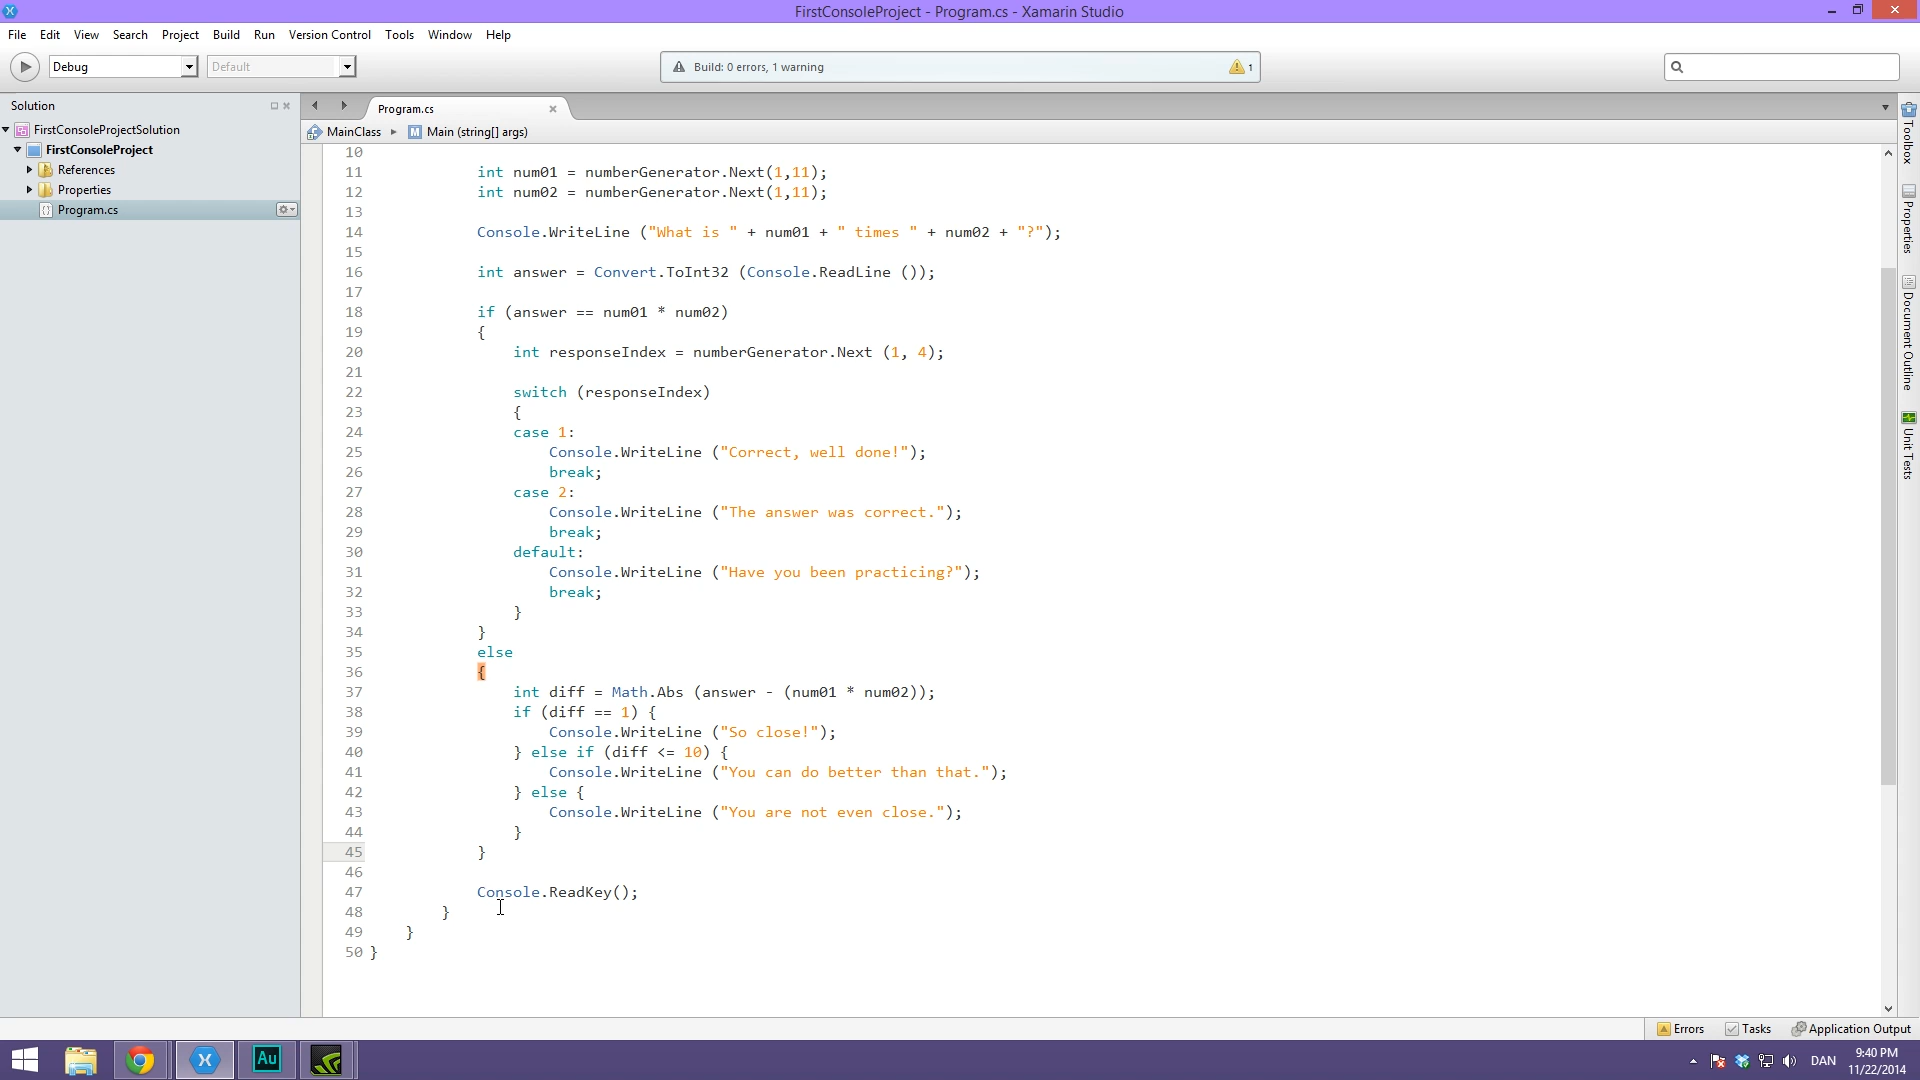 FirstConsoleProject - Program.cs - Xamarin Studio
File Edit View Search Project Build Run Version Control Tools Window Help
Debug Default Build: 0 errors, 1 warning 1
Solution
FirstConsoleProjectSolution
FirstConsoleProject
References
Properties
Program.cs
Program.cs
MainClass M Main (string[] args)
10
11 int num01 = numberGenerator.Next(1,11);
12 int num02 = numberGenerator.Next(1,11);
13
14 Console.WriteLine ("What is " + num01 + " times " + num02 + "?");
15
16 int answer = Convert.ToInt32 (Console.ReadLine ());
17
18 if (answer == num01 * num02)
19 {
20 int responseIndex = numberGenerator.Next (1, 4);
21
22 switch (responseIndex)
23 {
24 case 1:
25 Console.WriteLine ("Correct, well done!");
26 break;
27 case 2:
28 Console.WriteLine ("The answer was correct.");
29 break;
30 default:
31 Console.WriteLine ("Have you been practicing?");
32 break;
33 }
34 }
35 else
36 {
37 int diff = Math.Abs (answer - (num01 * num02));
38 if (diff == 1) {
39 Console.WriteLine ("So close!");
40 } else if (diff <= 10) {
41 Console.WriteLine ("You can do better than that.");
42 } else {
43 Console.WriteLine ("You are not even close.");
44 }
45 }
46
47 Console.ReadKey();
48 }
49 }
50 }
Toolbox
Properties
Document Outline
Unit Tests
Errors Tasks Application Output
Au
DAN
9:40 PM
11/22/2014